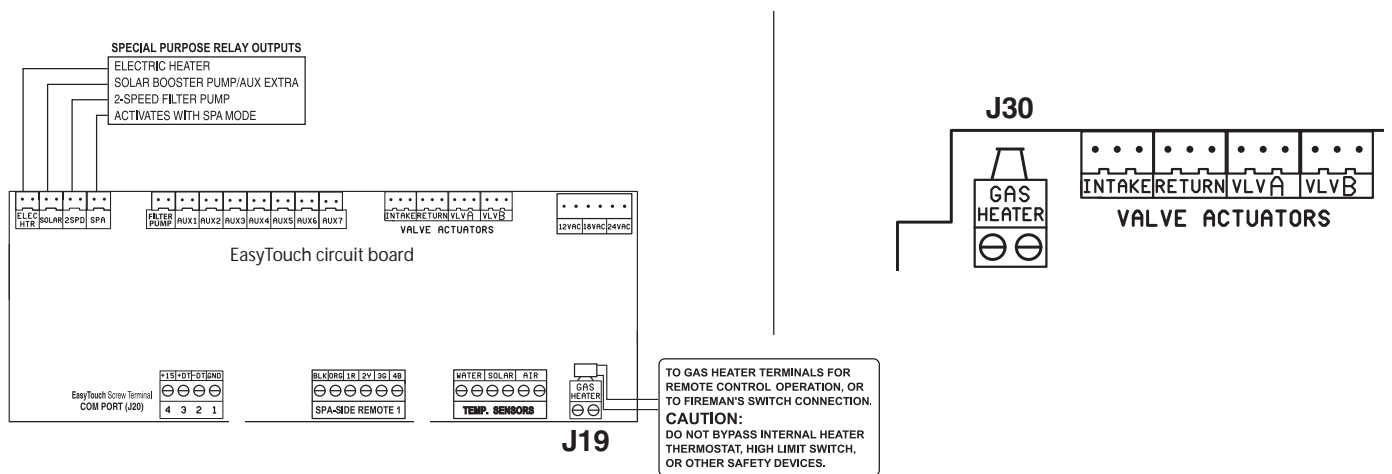 SPECIAL PURPOSE RELAY OUTPUTS
ELECTRIC HEATER
SOLAR BOOSTER PUMP/AUX EXTRA
2-SPEED FILTER PUMP
ACTIVATES WITH SPA MODE
ELEC HTR
SOLAR
2SPD
SPA
FILTER PUMP
AUX1
AUX2
AUX3
AUX4
AUX5
AUX6
AUX7
INTAKE
RETURN
VLVA
VLVB
VALVE ACTUATORS
12VAC
18VAC
24VAC
EasyTouch circuit board
EasyTouch Screw Terminal
COM PORT (J20)
+15 +DT -DT GND
4 3 2 1
BLK ORG 1R 2Y 3G 4B
SPA-SIDE REMOTE 1
WATER SOLAR AIR
TEMP. SENSORS
GAS
HEATER
J19
TO GAS HEATER TERMINALS FOR
REMOTE CONTROL OPERATION, OR
TO FIREMAN'S SWITCH CONNECTION.
CAUTION:
DO NOT BYPASS INTERNAL HEATER
THERMOSTAT, HIGH LIMIT SWITCH,
OR OTHER SAFETY DEVICES.
J30
GAS
HEATER
INTAKE
RETURN
VLVA
VLVB
VALVE ACTUATORS